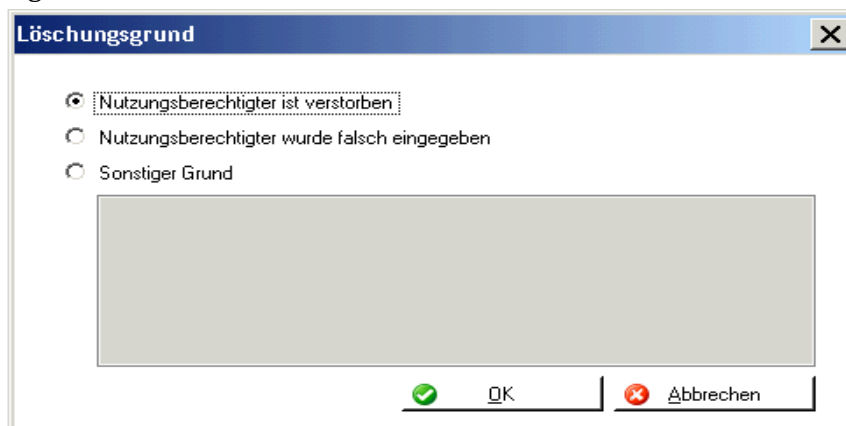 Löschungsgrund
Nutzungsberechtigter ist verstorben
Nutzungsberechtigter wurde falsch eingegeben
Sonstiger Grund
OK Abbrechen